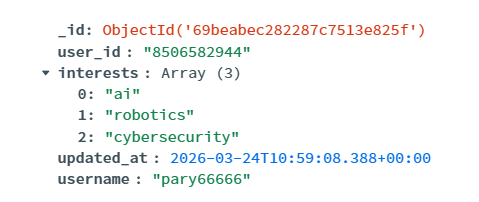 _id: ObjectId('69beabec282287c7513e825f')
user_id : "8506582944"
interests : Array (3)
0: "ai"
1: "robotics"
2: "cybersecurity"
updated_at : 2026-03-24T10:59:08.388+00:00
username : "pary66666"